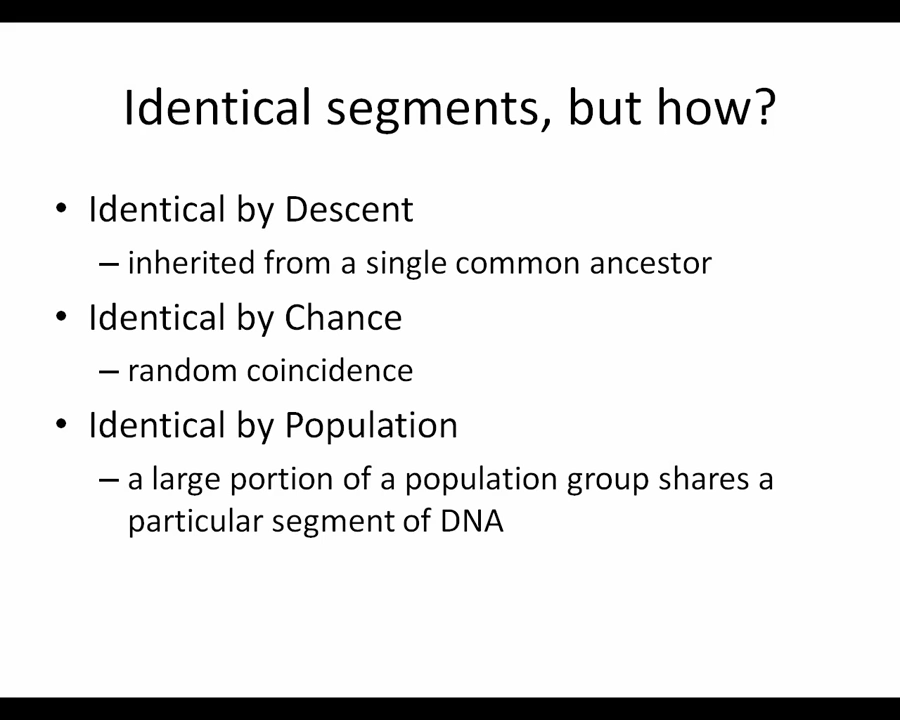 Identical segments, but how?
• Identical by Descent
– inherited from a single common ancestor
• Identical by Chance
– random coincidence
• Identical by Population
– a large portion of a population group shares a
particular segment of DNA